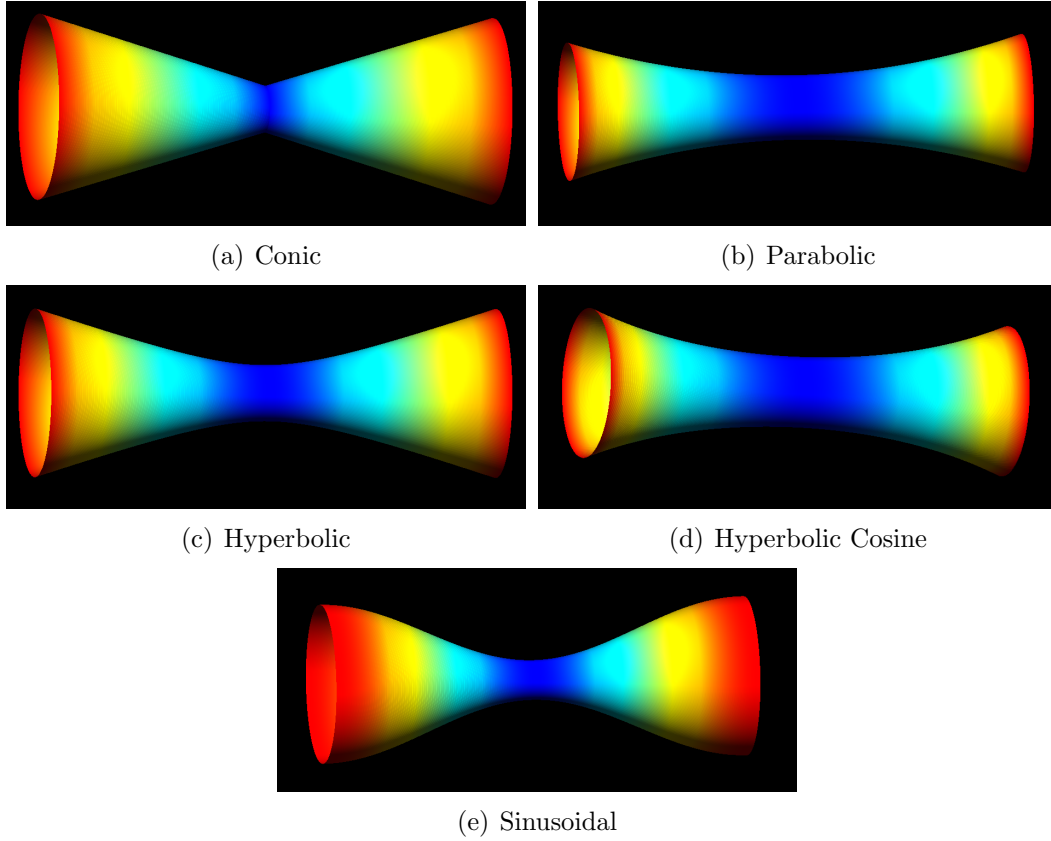 (a) Conic
(b) Parabolic
(c) Hyperbolic
(d) Hyperbolic Cosine
(e) Sinusoidal